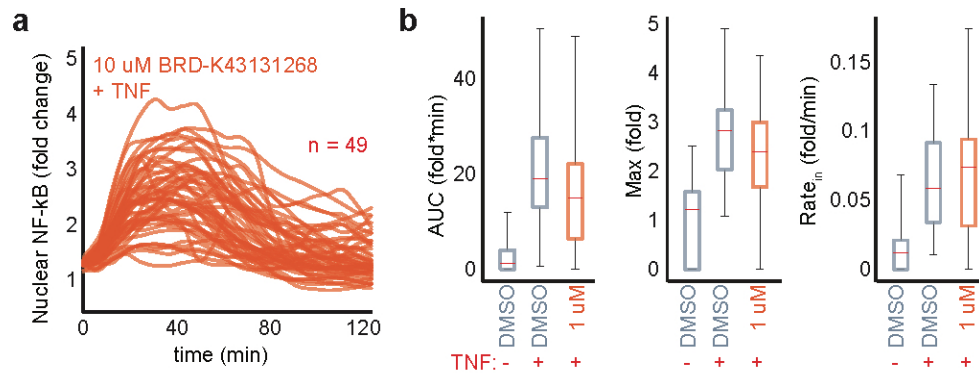 a
10 uM BRD-K43131268
+ TNF
n = 49
Nuclear NF-kB (fold change)
5
4
3
2
1
0
40
80
120
time (min)
b
AUC (fold*min)
40
20
0
DMSO
DMSO
1 uM
TNF: - + +
Max (fold)
5
4
3
2
1
0
DMSO
DMSO
1 uM
- + +
Rate in (fold/min)
0.15
0.1
0.05
0
DMSO
DMSO
1 uM
- + +